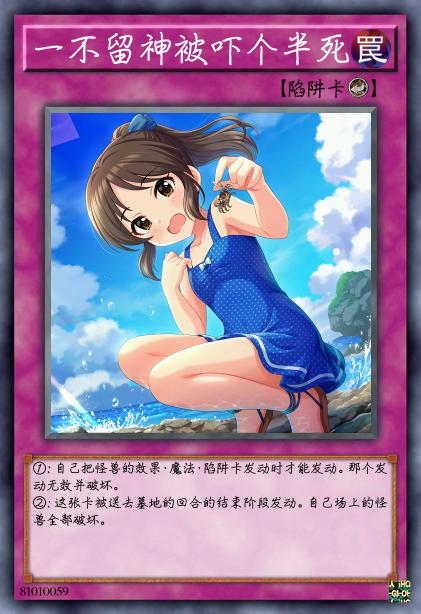 一不留神被吓个半死
罠
【陷阱卡】
①：自己把怪兽的效果·魔法·陷阱卡发动时才能发动。那个发
动无效并破坏。
②：这张卡被送去墓地的回合的结束阶段发动。自己场上的怪
兽全部破坏。
81010059